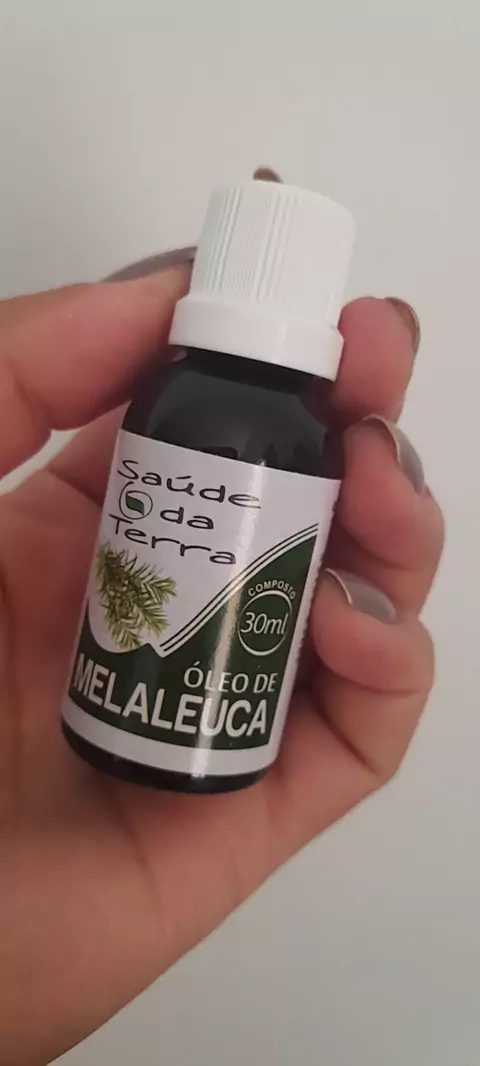 Saúde
da
Terra
COMPOSTO
30ml
ÓLEO DE
MELALEUCA